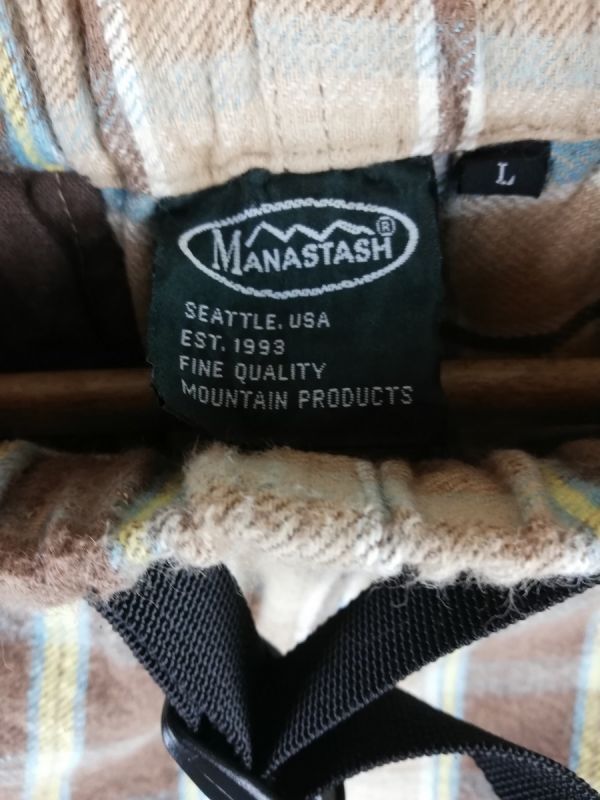 MANASTASH®
SEATTLE. USA
EST. 1993
FINE QUALITY
MOUNTAIN PRODUCTS
L